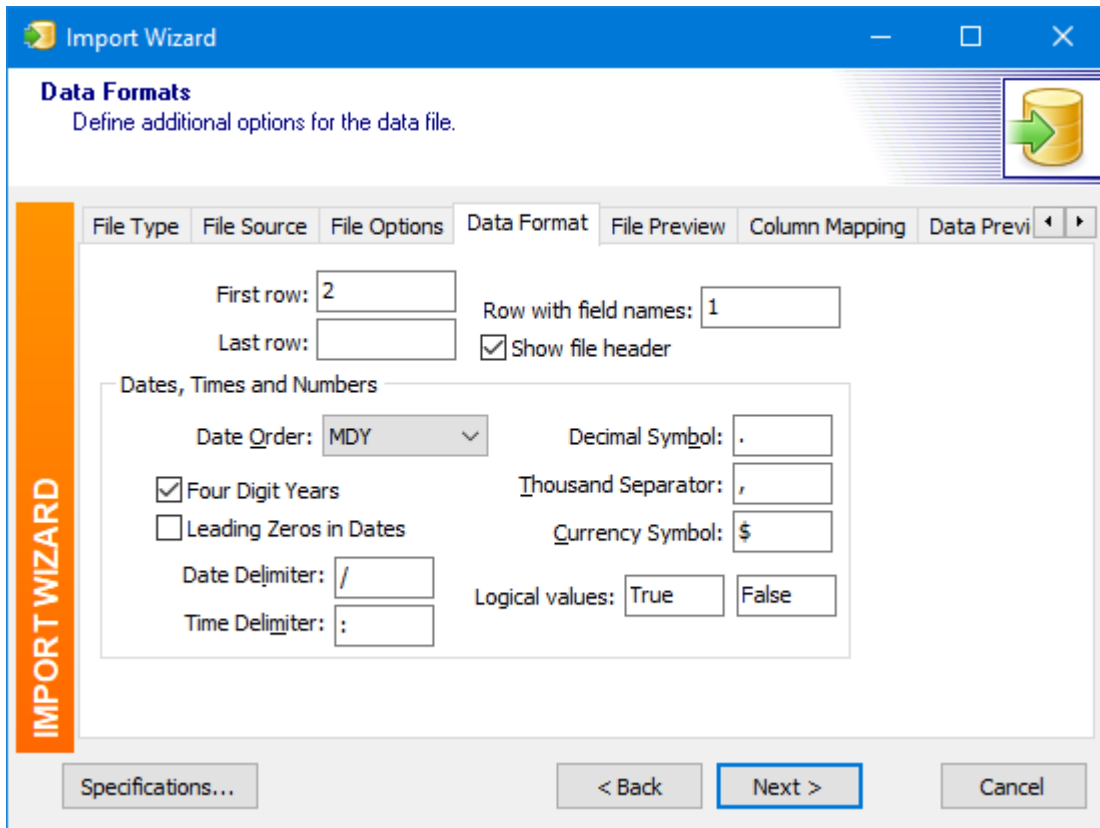 Import Wizard
Data Formats
Define additional options for the data file.
File Type File Source File Options Data Format File Preview Column Mapping Data Previ
First row: 2
Row with field names: 1
Last row:
Show file header
Dates, Times and Numbers
Date Order: MDY
Decimal Symbol: .
Four Digit Years
Thousand Separator: ,
Leading Zeros in Dates
Currency Symbol: $
Date Delimiter: /
Logical values: True False
Time Delimiter: :
IMPORT WIZARD
Specifications... < Back Next > Cancel